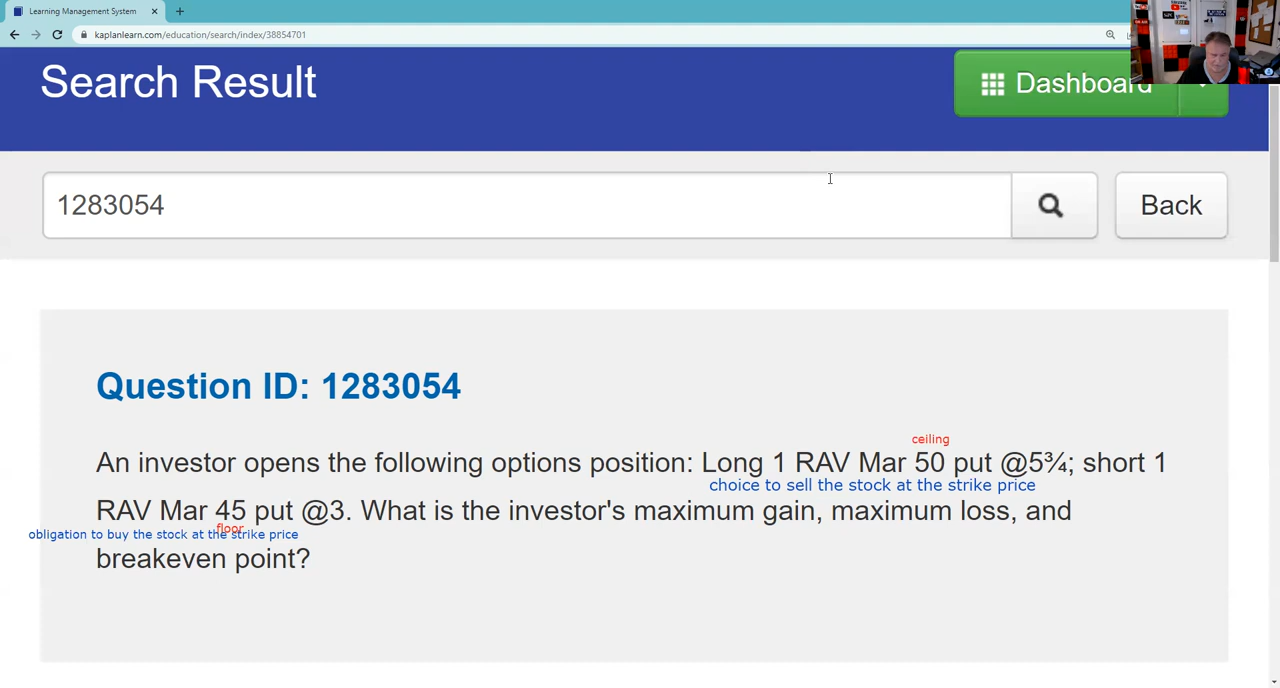 Learning Management System
kaplanlearn.com/education/search/index/38854701
Search Result
Dashboard
1283054
Back
Question ID: 1283054
ceiling
An investor opens the following options position: Long 1 RAV Mar 50 put @5¾; short 1
choice to sell the stock at the strike price
RAV Mar 45 put @3. What is the investor's maximum gain, maximum loss, and
floor
obligation to buy the stock at the strike price
breakeven point?